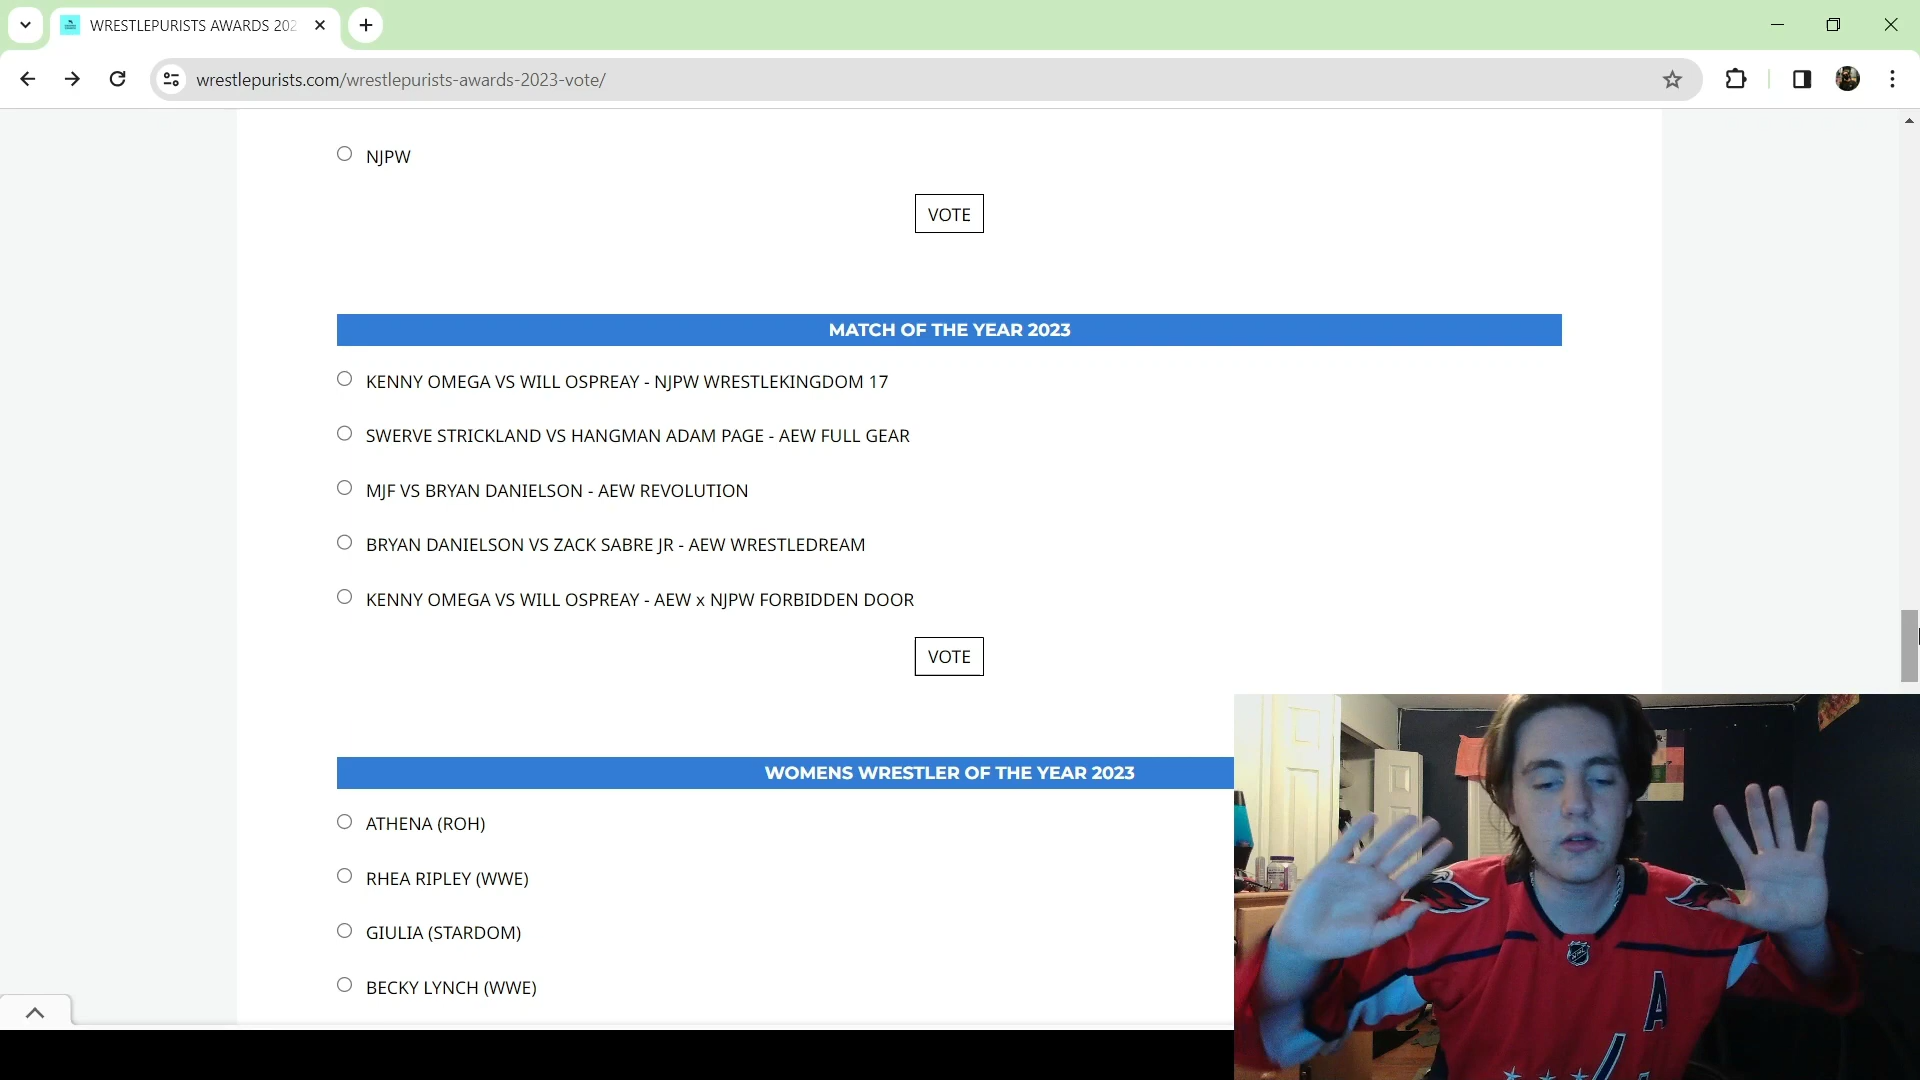 WRESTLEPURISTS AWARDS 202
wrestlepurists.com/wrestlepurists-awards-2023-vote/
NJPW
VOTE
MATCH OF THE YEAR 2023
KENNY OMEGA VS WILL OSPREAY - NJPW WRESTLEKINGDOM 17
SWERVE STRICKLAND VS HANGMAN ADAM PAGE - AEW FULL GEAR
MJF VS BRYAN DANIELSON - AEW REVOLUTION
BRYAN DANIELSON VS ZACK SABRE JR - AEW WRESTLEDREAM
KENNY OMEGA VS WILL OSPREAY - AEW x NJPW FORBIDDEN DOOR
VOTE
WOMENS WRESTLER OF THE YEAR 2023
ATHENA (ROH)
RHEA RIPLEY (WWE)
GIULIA (STARDOM)
BECKY LYNCH (WWE)
NHL
A